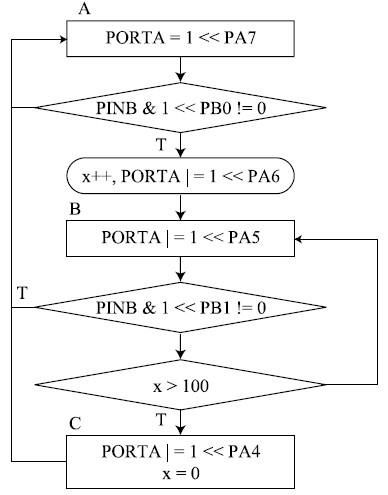 A
PORTA = 1 << PA7
PINB & 1 << PB0 != 0
T
x++, PORTA | = 1 << PA6
B
PORTA | = 1 << PA5
T
PINB & 1 << PB1 != 0
x > 100
C
T
PORTA | = 1 << PA4
x = 0